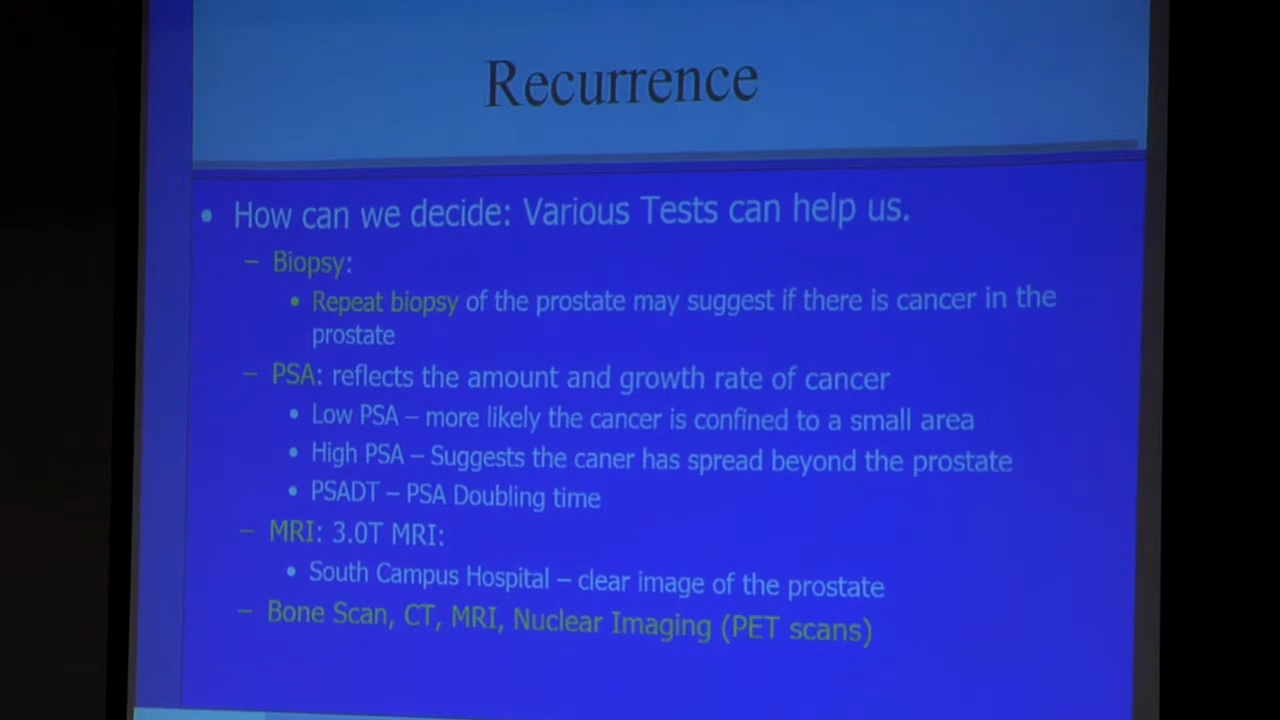 Recurrence
• How can we decide: Various Tests can help us.
– Biopsy:
• Repeat biopsy of the prostate may suggest if there is cancer in the
prostate
– PSA: reflects the amount and growth rate of cancer
• Low PSA – more likely the cancer is confined to a small area
• High PSA – Suggests the caner has spread beyond the prostate
• PSADT – PSA Doubling time
– MRI: 3.0T MRI:
• South Campus Hospital – clear image of the prostate
– Bone Scan, CT, MRI, Nuclear Imaging (PET scans)